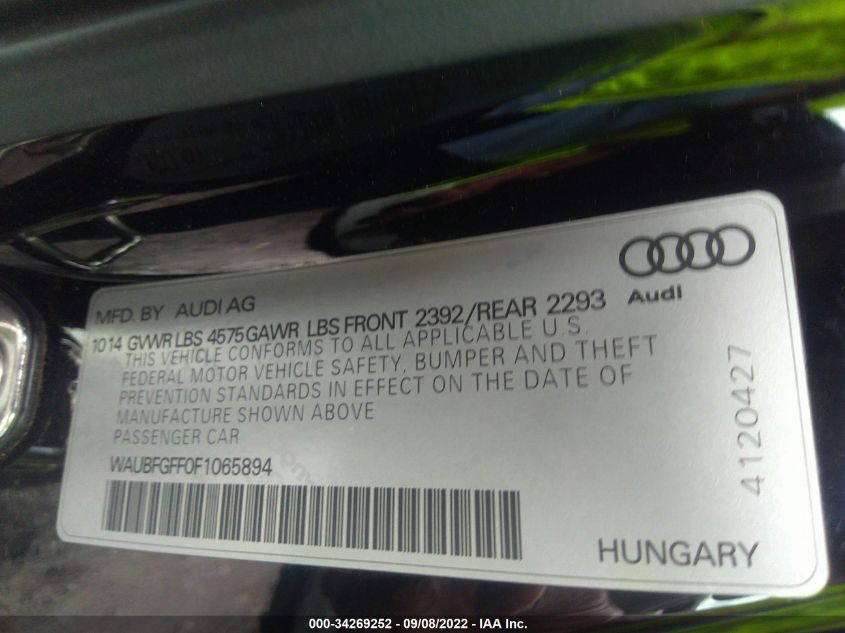 MFD. BY AUDI AG
Audi
1014 GVWR LBS 4575 GAWR LBS FRONT 2392/REAR 2293
THIS VEHICLE CONFORMS TO ALL APPLICABLE U.S.
FEDERAL MOTOR VEHICLE SAFETY, BUMPER AND THEFT
PREVENTION STANDARDS IN EFFECT ON THE DATE OF
MANUFACTURE SHOWN ABOVE
PASSENGER CAR
WAUBFGFF0F1065894
4120427
HUNGARY
000-34269252 - 09/08/2022 - IAA Inc.